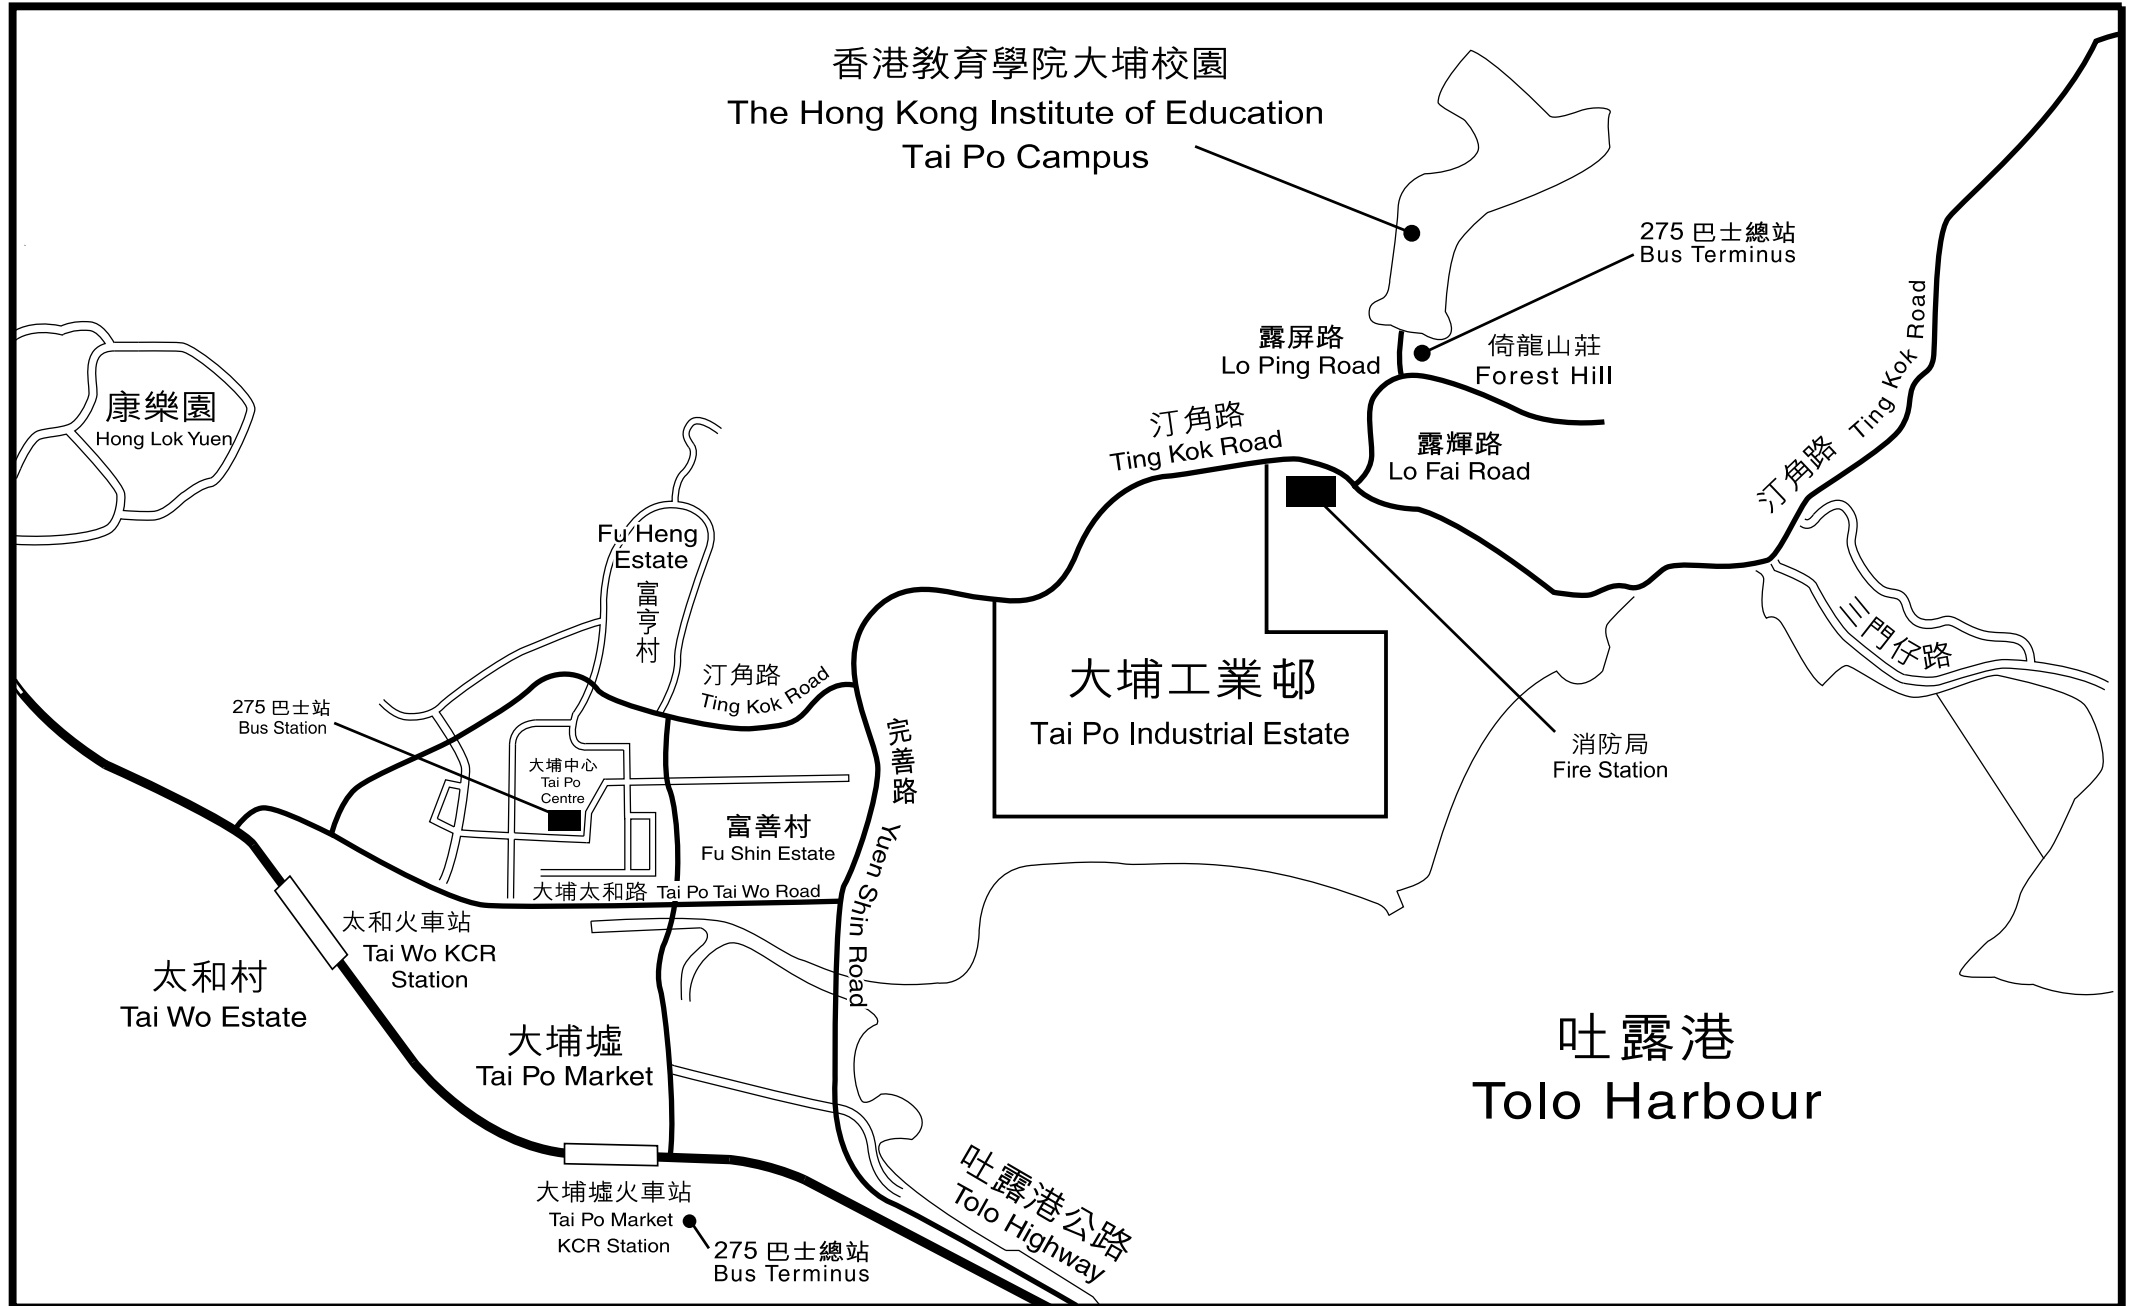 香港教育學院大埔校園
The Hong Kong Institute of Education
Tai Po Campus
275 巴士總站
Bus Terminus
露屏路
Lo Ping Road
倚龍山莊
Forest Hill
汀角路 Ting Kok Road
康樂園
Hong Lok Yuen
汀角路
Ting Kok Road
露輝路
Lo Fai Road
Fu Heng
Estate
富亨村
三門仔路
汀角路
Ting Kok Road
275 巴士站
Bus Station
大埔工業邨
Tai Po Industrial Estate
完善路 Yuen Shin Road
消防局
Fire Station
大埔中心
Tai Po
Centre
富善村
Fu Shin Estate
大埔太和路 Tai Po Tai Wo Road
太和火車站
Tai Wo KCR
Station
太和村
Tai Wo Estate
大埔墟
Tai Po Market
吐露港
Tolo Harbour
吐露港公路
Tolo Highway
大埔墟火車站
Tai Po Market
KCR Station
275 巴士總站
Bus Terminus